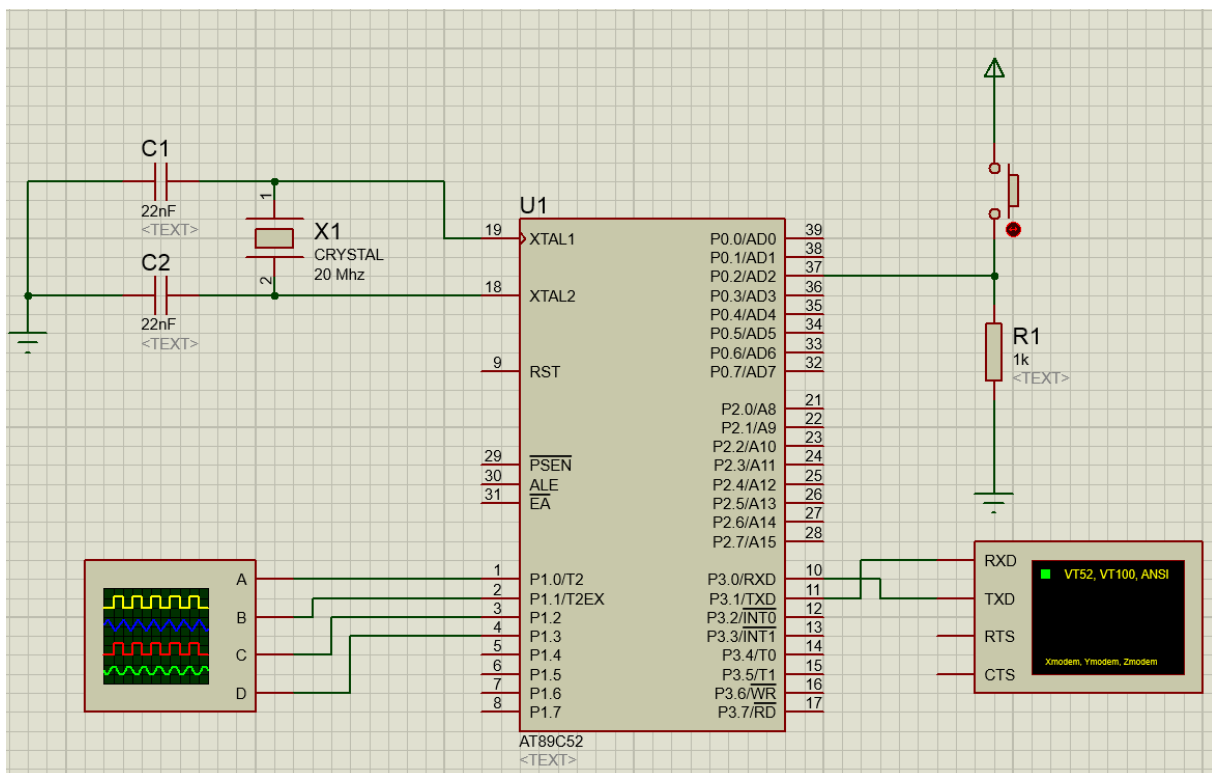 C1
22nF
<TEXT>
C2
22nF
<TEXT>
1
2
X1
CRYSTAL
20 Mhz
U1
19
XTAL1
18
XTAL2
9
RST
29
PSEN
30
ALE
31
EA
1
P1.0/T2
2
P1.1/T2EX
3
P1.2
4
P1.3
5
P1.4
6
P1.5
7
P1.6
8
P1.7
P0.0/AD0
39
P0.1/AD1
38
P0.2/AD2
37
P0.3/AD3
36
P0.4/AD4
35
P0.5/AD5
34
P0.6/AD6
33
P0.7/AD7
32
P2.0/A8
21
P2.1/A9
22
P2.2/A10
23
P2.3/A11
24
P2.4/A12
25
P2.5/A13
26
P2.6/A14
27
P2.7/A15
28
P3.0/RXD
10
P3.1/TXD
11
P3.2/INT0
12
P3.3/INT1
13
P3.4/T0
14
P3.5/T1
15
P3.6/WR
16
P3.7/RD
17
AT89C52
<TEXT>
A
B
C
D
R1
1k
<TEXT>
RXD
TXD
RTS
CTS
VT52, VT100, ANSI
Xmodem, Ymodem, Zmodem